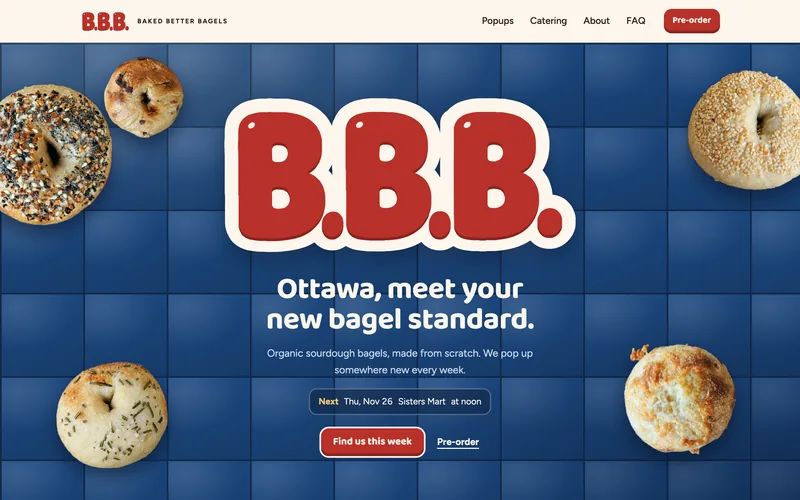 B.B.B. BAKED BETTER BAGELS
Popups Catering About FAQ Pre-order
B.B.B.
Ottawa, meet your
new bagel standard.
Organic sourdough bagels, made from scratch. We pop up
somewhere new every week.
Next Thu, Nov 26 Sisters Mart at noon
Find us this week Pre-order